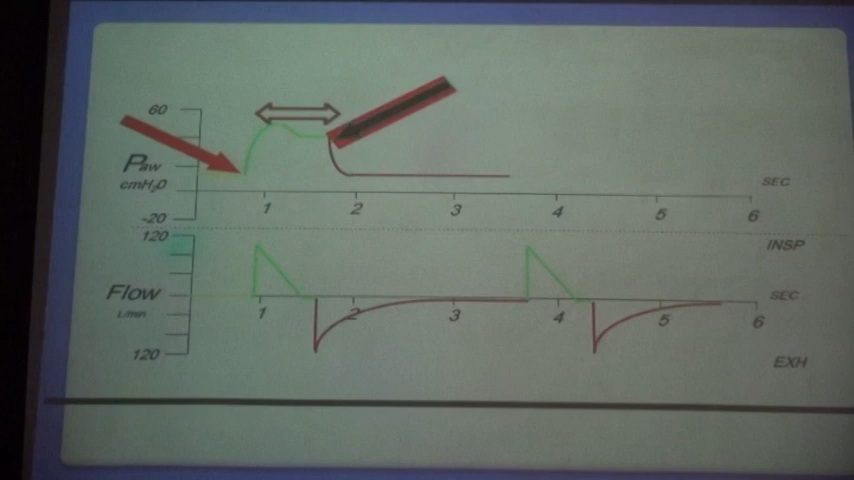 60
Paw
cmH2O
-20
1 2 3 4 5 6
SEC
120
INSP
Flow
L/min
1 2 3 4 5 6
SEC
120
EXH